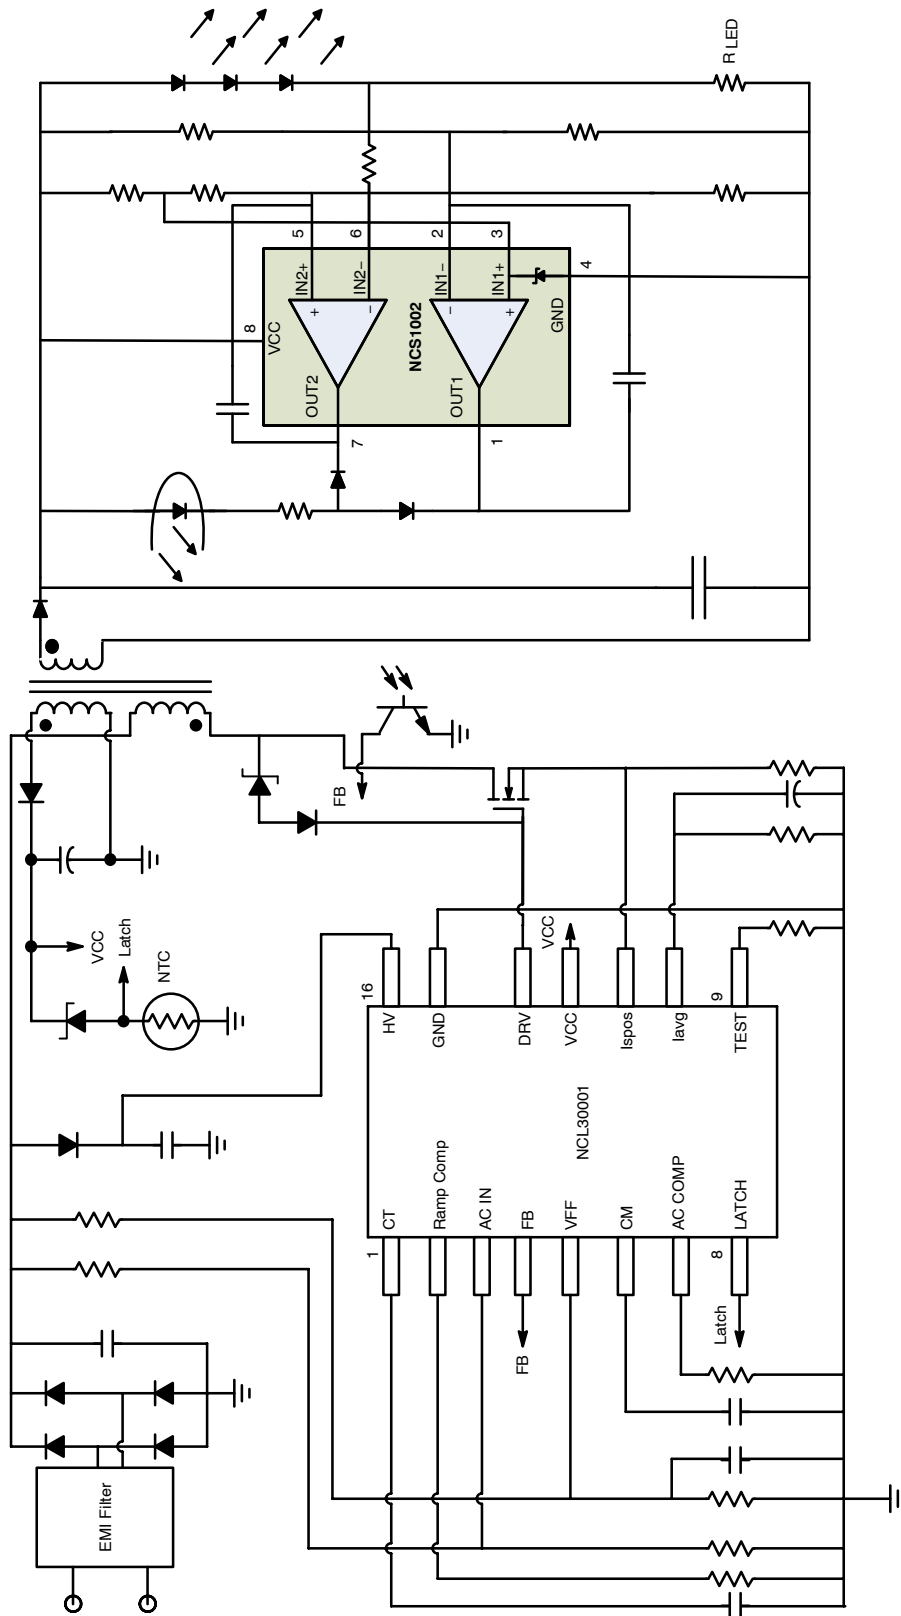 EMI Filter
VCC
Latch
NTC
FB
1
CT
Ramp Comp
AC IN
FB
FB
VFF
CM
AC COMP
8
LATCH
Latch
NCL30001
16
HV
GND
DRV
VCC
VCC
Ispos
Iavg
9
TEST
8
VCC
OUT2
7
5
IN2+
+
6
IN2−
−
NCS1002
OUT1
1
2
IN1−
−
3
IN1+
+
GND
4
R LED